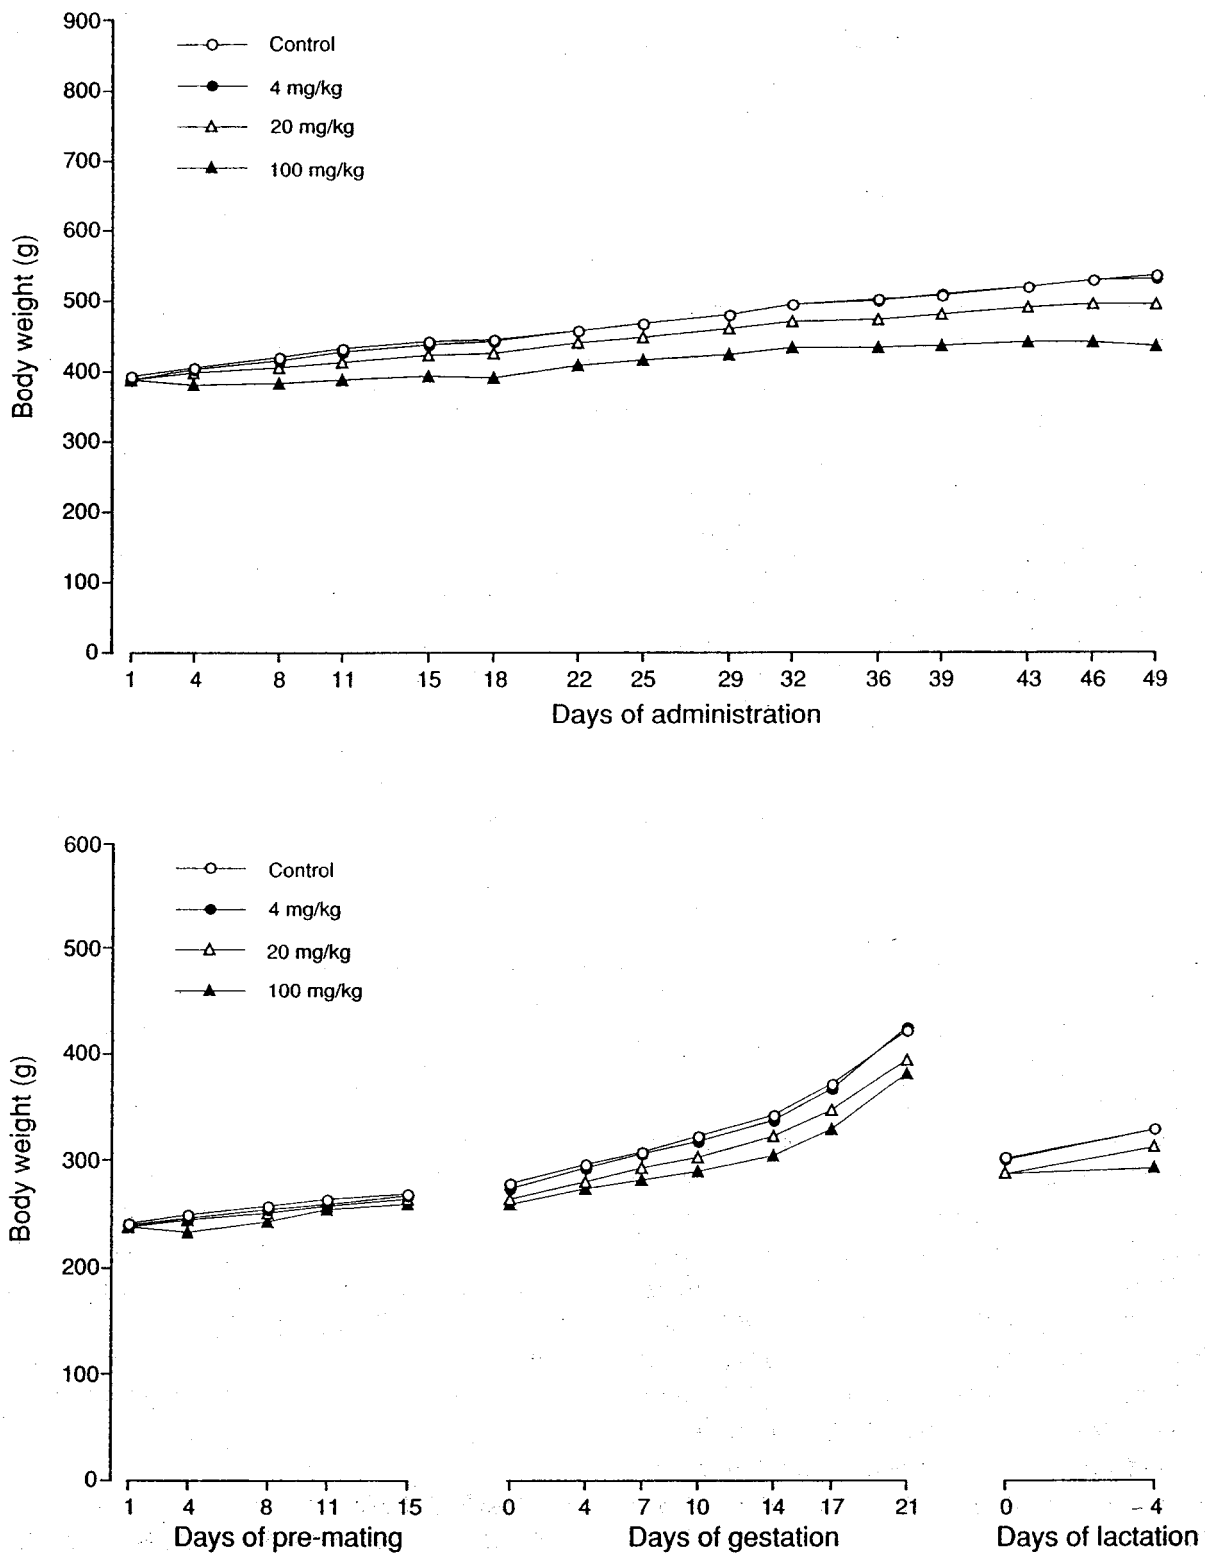 900
Control
800
4 mg/kg
20 mg/kg
700
100 mg/kg
600
500
400
300
200
100
0
Body weight (g)
1 4 8 11 15 18 22 25 29 32 36 39 43 46 49
Days of administration
600
Control
4 mg/kg
500
20 mg/kg
100 mg/kg
400
300
200
100
0
Body weight (g)
1 4 8 11 15 0 4 7 10 14 17 21 0 4
Days of pre-mating Days of gestation Days of lactation